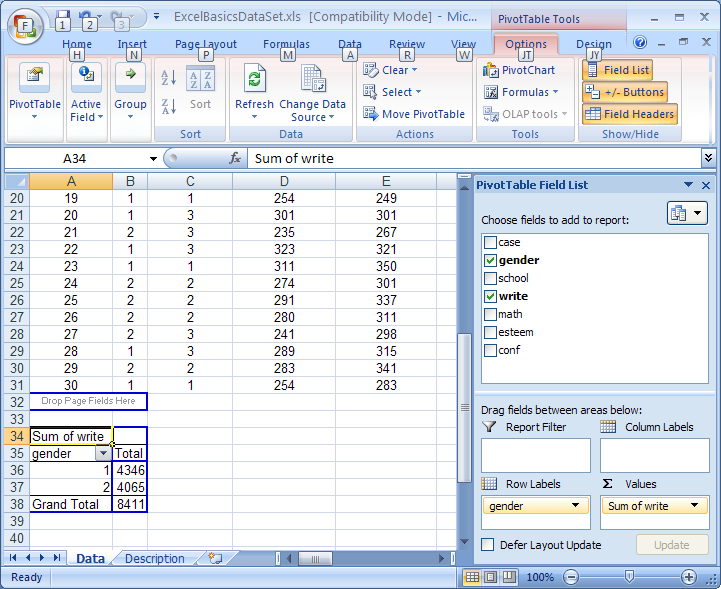 ExcelBasicsDataSet.xls [Compatibility Mode] - Mic... PivotTable Tools
F 1 2
Home Insert Page Layout Formulas Data Review View Options Design
H N P M A R W JT JY
PivotTable Active Field Group
A Z Z A
Z A Sort
Refresh Change Data Source
Clear
Select
Move PivotTable
PivotChart
Formulas
OLAP tools
Field List
+/- Buttons
Field Headers
Sort Data Actions Tools Show/Hide
A34 fx Sum of write
A B C D E
20 19 1 1 254 249
21 20 1 3 301 301
22 21 2 3 235 267
23 22 1 3 323 321
24 23 1 1 311 350
25 24 2 2 274 301
26 25 2 2 291 337
27 26 2 2 280 311
28 27 2 3 241 298
29 28 1 3 289 315
30 29 2 2 283 341
31 30 1 1 254 283
32 Drop Page Fields Here
33
34 Sum of write
35 gender Total
36 1 4346
37 2 4065
38 Grand Total 8411
39
40
PivotTable Field List
Choose fields to add to report:
case
gender
school
write
math
esteem
conf
Drag fields between areas below:
Report Filter Column Labels
Row Labels Σ Values
gender Sum of write
Defer Layout Update Update
Data Description
Ready 100%